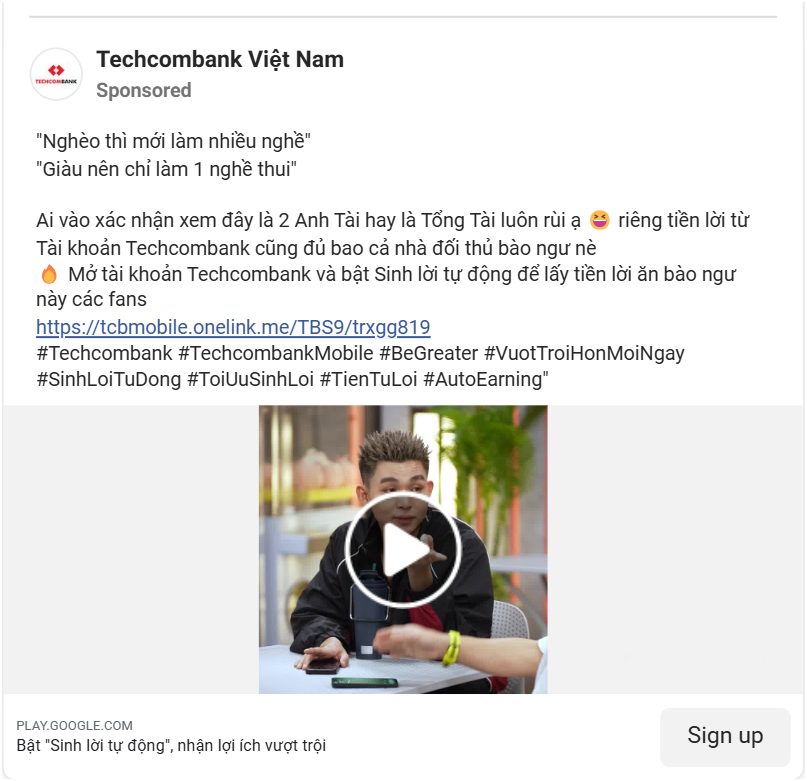 TECHCOMBANK
Techcombank Việt Nam
Sponsored
"Nghèo thì mới làm nhiều nghề"
"Giàu nên chỉ làm 1 nghề thui"
Ai vào xác nhận xem đây là 2 Anh Tài hay là Tổng Tài luôn rùi ạ 😆 riêng tiền lời từ
Tài khoản Techcombank cũng đủ bao cả nhà đối thủ bào ngư nè
🔥 Mở tài khoản Techcombank và bật Sinh lời tự động để lấy tiền lời ăn bào ngư
này các fans
https://tcbmobile.onelink.me/TBS9/trxgg819
#Techcombank #TechcombankMobile #BeGreater #VuotTroiHonMoiNgay
#SinhLoiTuDong #ToiUuSinhLoi #TienTuLoi #AutoEarning"
PLAY.GOOGLE.COM
Bật "Sinh lời tự động", nhận lợi ích vượt trội
Sign up